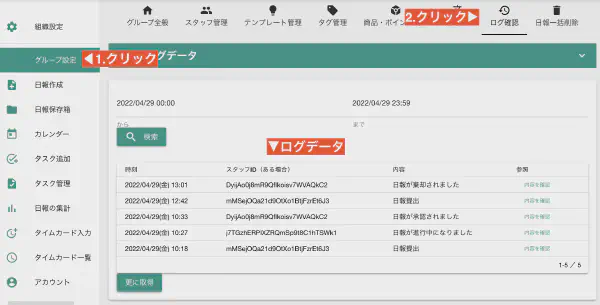 組織設定
グループ設定
日報作成
日報保存箱
カレンダー
タスク追加
タスク管理
日報の集計
タイムカード入力
タイムカード一覧
アカウント
グループ全般
スタッフ管理
テンプレート管理
タグ管理
商品・ポイン
2.クリック▶
ログ確認
日報一括削除
◀1.クリック
グデータ
2022/04/29 00:00
2022/04/29 23:59
から
まで
検索
▼ログデータ
時刻 スタッフID（ある場合） 内容 参照
2022/04/29(金) 13:01 DyijAo0j8mR9Qflkoisv7WVAQkC2 日報が棄却されました 内容を確認
2022/04/29(金) 12:42 mMSejOQa21d9OtXo1BtjFzrEt6J3 日報提出 内容を確認
2022/04/29(金) 10:33 DyijAo0j8mR9Qflkoisv7WVAQkC2 日報が承認されました 内容を確認
2022/04/29(金) 10:27 j7TGzhERPlXZRQmSp9t8C1hTSWk1 日報が進行中になりました 内容を確認
2022/04/29(金) 10:18 mMSejOQa21d9OtXo1BtjFzrEt6J3 日報提出 内容を確認
1-5 / 5
更に取得